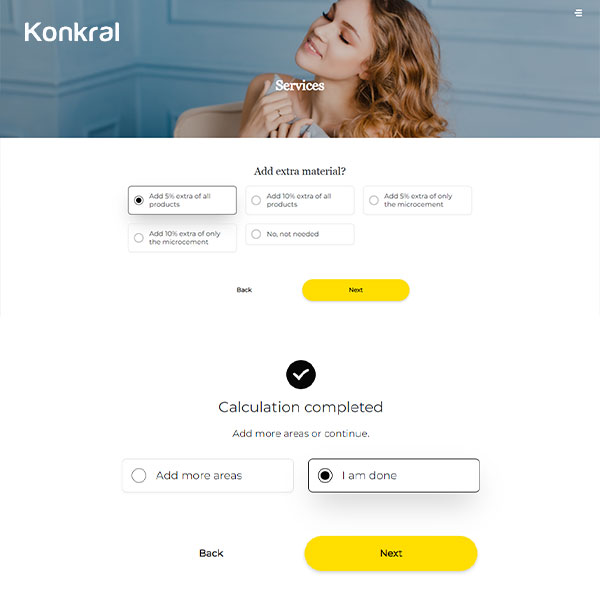 Konkral
Services
Add extra material?
Add 5% extra of all
products
Add 10% extra of all
products
Add 5% extra of only
the microcement
Add 10% extra of only
the microcement
No, not needed
Back
Next
Calculation completed
Add more areas or continue.
Add more areas
I am done
Back
Next